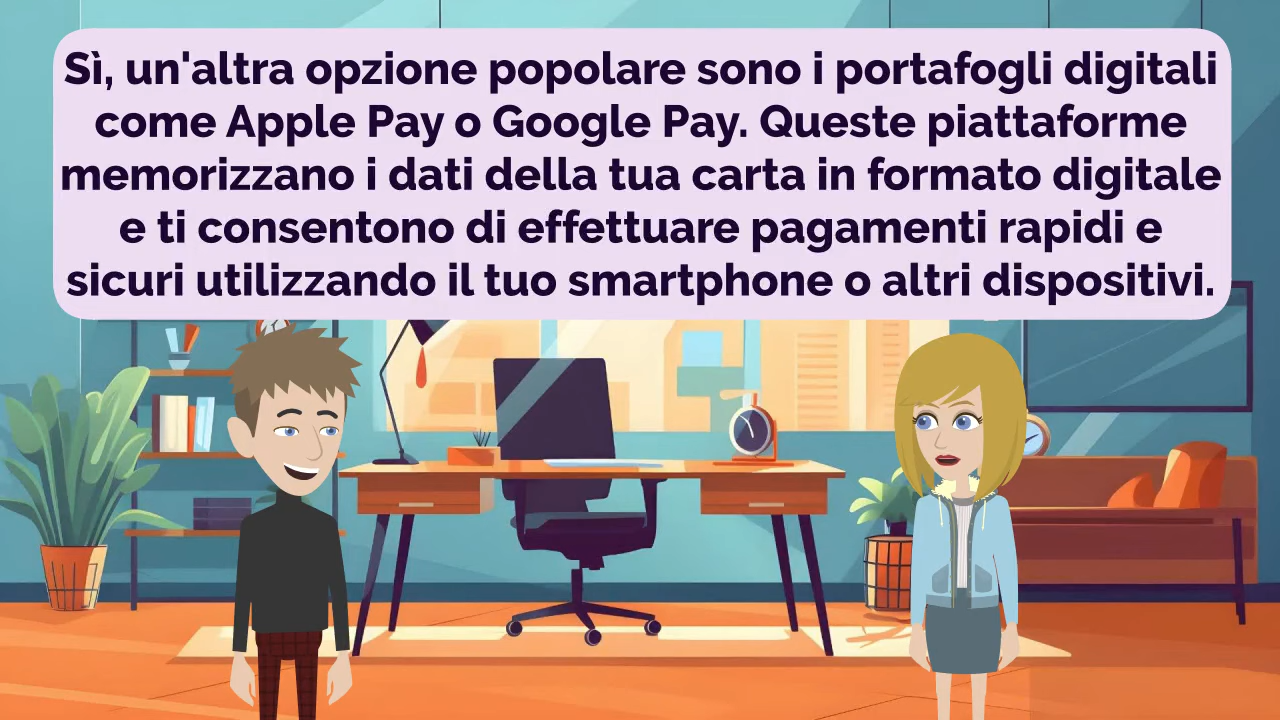 Sì, un'altra opzione popolare sono i portafogli digitali
come Apple Pay o Google Pay. Queste piattaforme
memorizzano i dati della tua carta in formato digitale
e ti consentono di effettuare pagamenti rapidi e
sicuri utilizzando il tuo smartphone o altri dispositivi.